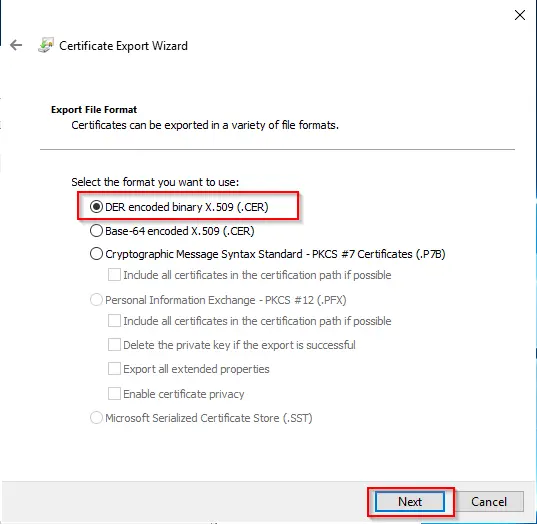 Certificate Export Wizard
Export File Format
Certificates can be exported in a variety of file formats.
Select the format you want to use:
DER encoded binary X.509 (.CER)
Base-64 encoded X.509 (.CER)
Cryptographic Message Syntax Standard - PKCS #7 Certificates (.P7B)
Include all certificates in the certification path if possible
Personal Information Exchange - PKCS #12 (.PFX)
Include all certificates in the certification path if possible
Delete the private key if the export is successful
Export all extended properties
Enable certificate privacy
Microsoft Serialized Certificate Store (.SST)
Next
Cancel